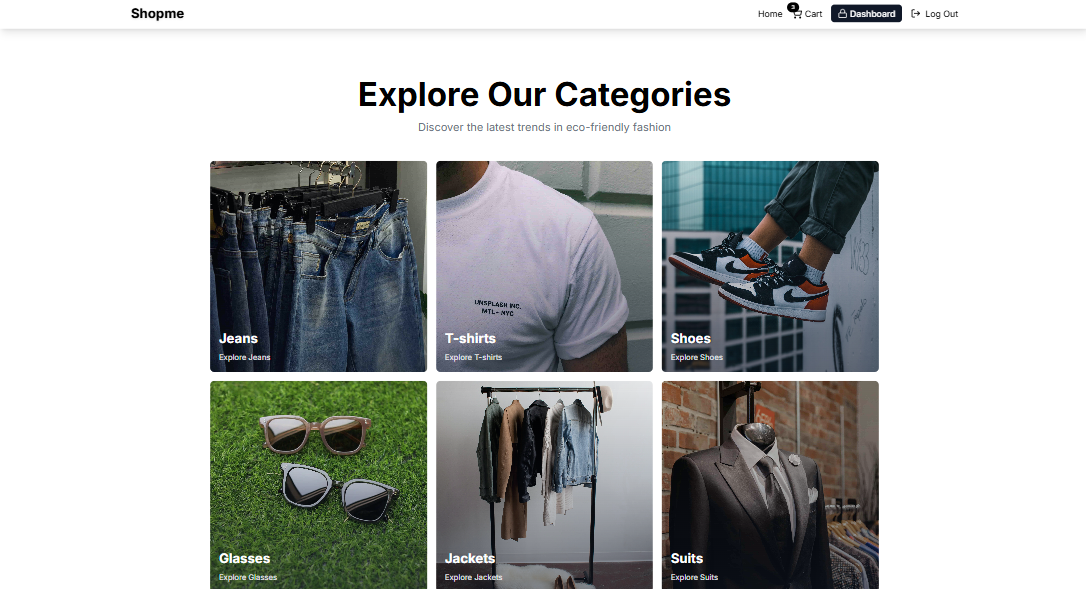 Shopme
Home
3
Cart
Dashboard
Log Out
Explore Our Categories
Discover the latest trends in eco-friendly fashion
UNSPLASH INC.
MTL- NYC
Jeans
Explore Jeans
T-shirts
Explore T-shirts
Shoes
Explore Shoes
Glasses
Explore Glasses
Jackets
Explore Jackets
Suits
Explore Suits